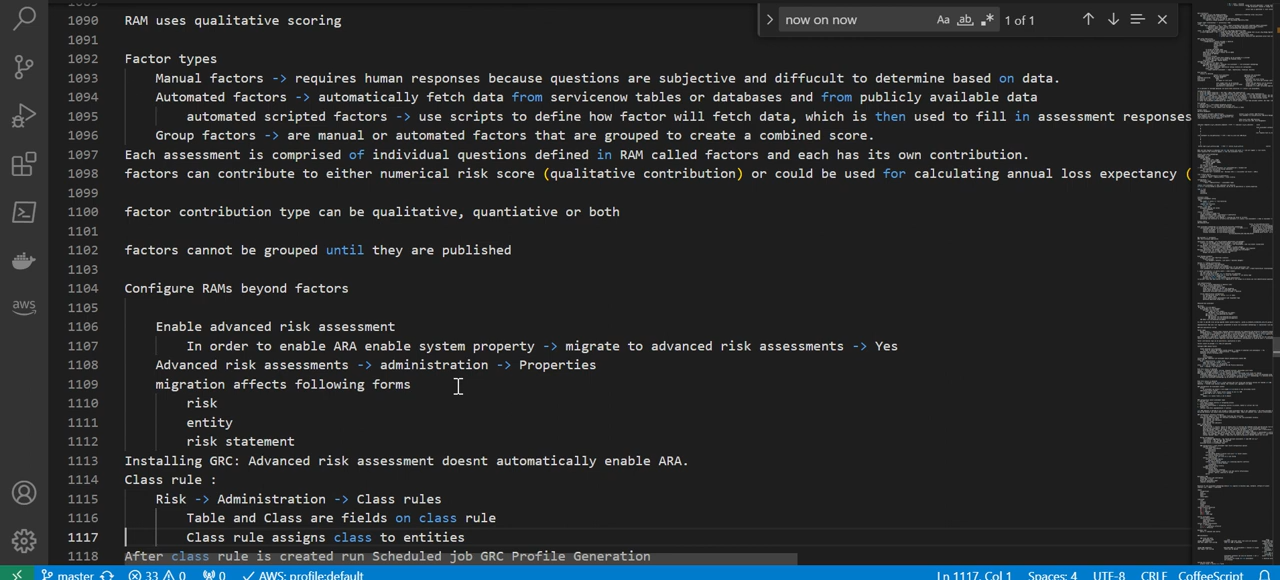 now on now
Aa
ab
1 of 1
1090 RAM uses qualitative scoring
1091
1092 Factor types
1093 Manual factors -> requires human responses because questions are subjective and diffucult to determine based on data.
1094 Automated factors -> automatically fetch data from servicenow tables or databases and from publicly available data
1095 automated scripted factors -> use scripts to define how factor will fetch data, which is then used to fill in assessment responses
1096 Group factors -> are manual or automated factors that are grouped to create a combined score.
1097 Each assessment is comprised of individual questions defined in RAM called factors and each has its own contribution.
1098 factors can contribute to either numerical risk score (qualitative contribution) or could be used for calculating annual loss expectancy (
1099
1100 factor contribution type can be qualitative, quantiative or both
1101
1102 factors cannot be grouped until they are published
1103
1104 Configure RAMs beyond factors
1105
1106 Enable advanced risk assessment
1107 In order to enable ARA enable system property -> migrate to advanced risk assessments -> Yes
1108 Advanced risk assessments -> administration -> Properties
1109 migration affects following forms
1110 risk
1111 entity
1112 risk statement
1113 Installing GRC: Advanced risk assessment doesnt automatically enable ARA.
1114 Class rule :
1115 Risk -> Administration -> Class rules
1116 Table and Class are fields on class rule
1117 Class rule assigns class to entities
1118 After class rule is created run Scheduled job GRC Profile Generation
aws
master 33 0 0 AWS: profile:default Ln 1117, Col 1 Spaces: 4 UTF-8 CRLF CoffeeScript